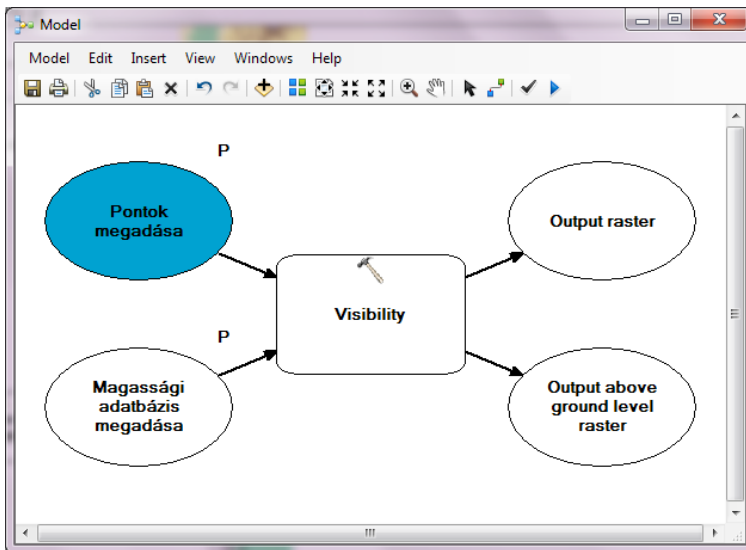 Model
Model Edit Insert View Windows Help
P
Pontok
megadása
Output raster
Visibility
P
Magassági
adatbázis
megadása
Output above
ground level
raster